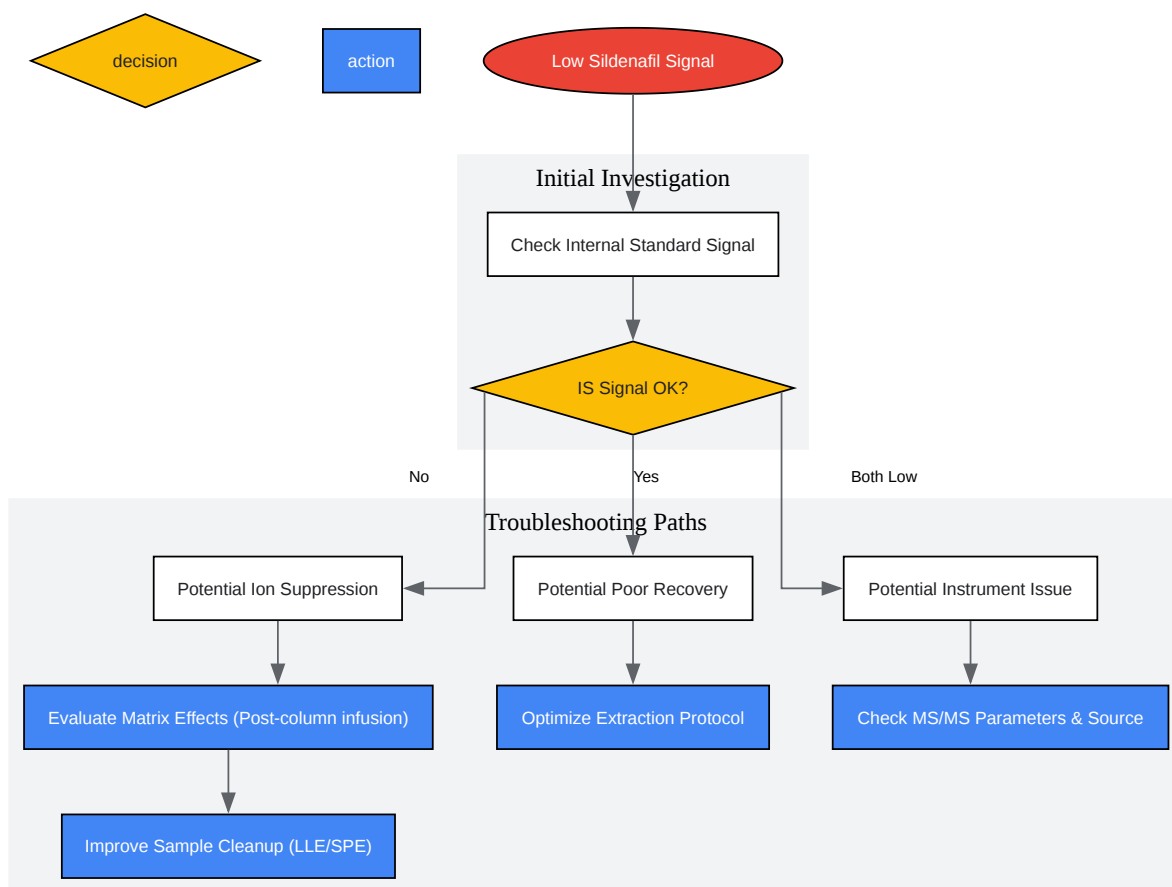 decision
action
Low Sildenafil Signal
Initial Investigation
Check Internal Standard Signal
IS Signal OK?
No
Yes
Both Low
Troubleshooting Paths
Potential Ion Suppression
Potential Poor Recovery
Potential Instrument Issue
Evaluate Matrix Effects (Post-column infusion)
Optimize Extraction Protocol
Check MS/MS Parameters & Source
Improve Sample Cleanup (LLE/SPE)